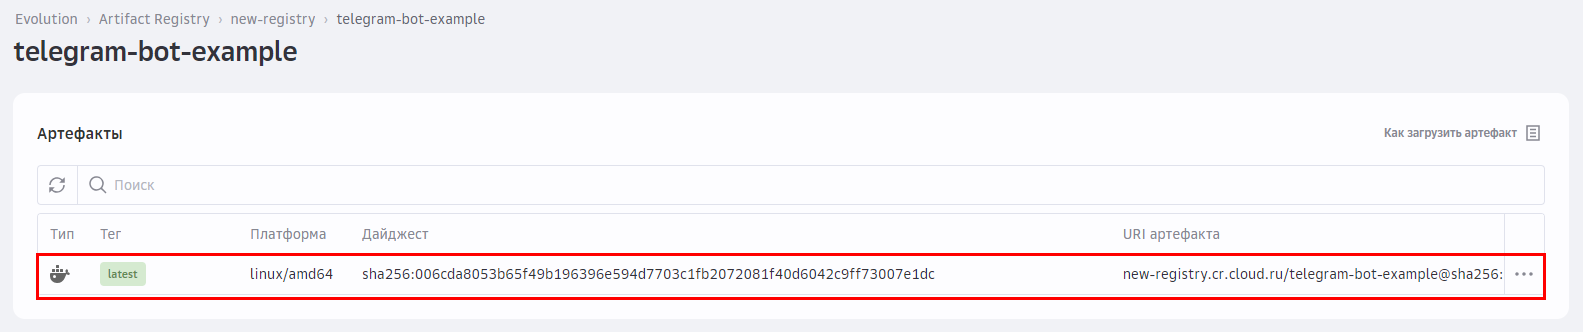 Evolution › Artifact Registry › new-registry › telegram-bot-example
telegram-bot-example
Артефакты
Как загрузить артефакт
Поиск
Тип Тег Платформа Дайджест URI артефакта
latest linux/amd64 sha256:006cda8053b65f49b196396e594d7703c1fb2072081f40d6042c9ff73007e1dc new-registry.cr.cloud.ru/telegram-bot-example@sha256: